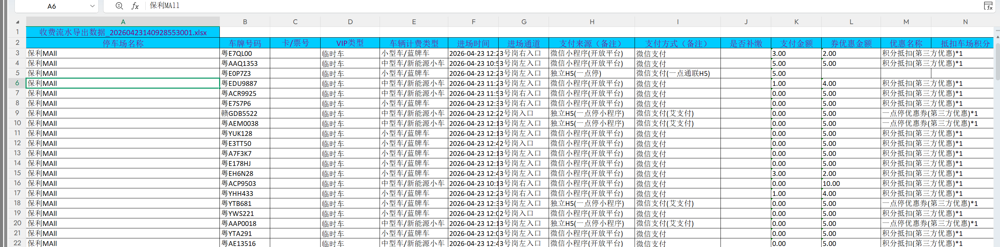 A6 fx 保利MAll
A B C D E F G H I J K L M N
1 收费流水导出数据_20260423140928553001.xlsx
2 停车场名称 车牌号码 卡/票号 VIP类型 车辆计费类型 进场时间 进场通道 支付来源（备注） 支付方式（备注） 是否补缴 支付金额 券优惠金额 优惠名称 抵扣车场积分
3 保利MAll 粤E7QL00 临时车 小型车/蓝牌车 2026-04-23 12:2 3号岗右入口 微信小程序(开放平台) 微信支付 3.00 2.00 积分抵扣(第三方优惠)*1
4 保利MAll 粤AAQ1353 临时车 中型车/新能源小车 2026-04-23 10:5 3号岗左入口 微信小程序(开放平台) 微信支付 5.00 5.00 积分抵扣(第三方优惠)*1
5 保利MAll 粤E0P7Z3 临时车 小型车/蓝牌车 2026-04-23 12:2 3号岗左入口 独立H5(一点停) 微信支付(一点通联H5) 5.00
6 保利MAll 粤EDU9887 临时车 中型车/新能源小车 2026-04-23 11:2 3号岗左入口 微信小程序(开放平台) 微信支付 1.00 4.00 积分抵扣(第三方优惠)*1
7 保利MAll 粤ACR9925 临时车 中型车/新能源小车 2026-04-23 11:5 3号岗右入口 微信小程序(开放平台) 微信支付 0.00 5.00 积分抵扣(第三方优惠)*1
8 保利MAll 粤E7S7P6 临时车 小型车/蓝牌车 2026-04-23 12:3 3号岗右入口 微信小程序(开放平台) 微信支付 0.00 5.00 积分抵扣(第三方优惠)*1
9 保利MAll 赣GDB5522 临时车 中型车/新能源小车 2026-04-23 12:2 2号岗入口 独立H5(一点停小程序) 微信支付(艾支付) 0.00 5.00 一点停优惠券(第三方优惠)*1
10 保利MAll 粤AEM0038 临时车 中型车/新能源小车 2026-04-23 12:1 3号岗左入口 独立H5(一点停小程序) 微信支付(艾支付) 0.00 5.00 一点停优惠券(第三方优惠)*1
11 保利MAll 粤YUK128 临时车 小型车/蓝牌车 2026-04-23 12:1 3号岗左入口 微信小程序(开放平台) 微信支付 0.00 5.00 积分抵扣(第三方优惠)*1
12 保利MAll 粤E3TT50 临时车 小型车/蓝牌车 2026-04-23 12:4 2号岗入口 微信小程序(开放平台) 微信支付 0.00 5.00 积分抵扣(第三方优惠)*1
13 保利MAll 粤A7F3K7 临时车 小型车/蓝牌车 2026-04-23 12:1 3号岗左入口 微信小程序(开放平台) 微信支付 0.00 5.00 积分抵扣(第三方优惠)*1
14 保利MAll 粤E178HJ 临时车 小型车/蓝牌车 2026-04-23 12:1 3号岗左入口 微信小程序(开放平台) 微信支付 0.00 5.00 积分抵扣(第三方优惠)*1
15 保利MAll 粤EH6N28 临时车 小型车/蓝牌车 2026-04-23 12:4 3号岗左入口 微信小程序(开放平台) 微信支付 3.00 2.00 积分抵扣(第三方优惠)*1
16 保利MAll 粤ACP9503 临时车 中型车/新能源小车 2026-04-23 10:1 3号岗右入口 微信小程序(开放平台) 微信支付 0.00 10.00 积分抵扣(第三方优惠)*1
17 保利MAll 粤YHH433 临时车 小型车/蓝牌车 2026-04-23 12:2 3号岗右入口 微信小程序(开放平台) 微信支付 1.00 4.00 积分抵扣(第三方优惠)*1
18 保利MAll 粤YTB681 临时车 小型车/蓝牌车 2026-04-23 12:3 3号岗左入口 独立H5(一点停小程序) 微信支付(艾支付) 0.00 5.00 一点停优惠券(第三方优惠)*1
19 保利MAll 粤YWS221 临时车 小型车/蓝牌车 2026-04-23 12:0 2号岗入口 微信小程序(开放平台) 微信支付 0.00 5.00 积分抵扣(第三方优惠)*1
20 保利MAll 粤AAP0018 临时车 中型车/新能源小车 2026-04-23 12:1 3号岗左入口 独立H5(一点停小程序) 微信支付(艾支付) 0.00 5.00 一点停优惠券(第三方优惠)*1
21 保利MAll 粤YTA291 临时车 小型车/蓝牌车 2026-04-23 12:0 3号岗左入口 微信小程序(开放平台) 微信支付 0.00 5.00 积分抵扣(第三方优惠)*1
22 保利MAll 粤AE13516 临时车 中型车/新能源小车 2026-04-23 12:4 3号岗左入口 微信小程序(开放平台) 微信支付 0.00 5.00 积分抵扣(第三方优惠)*1